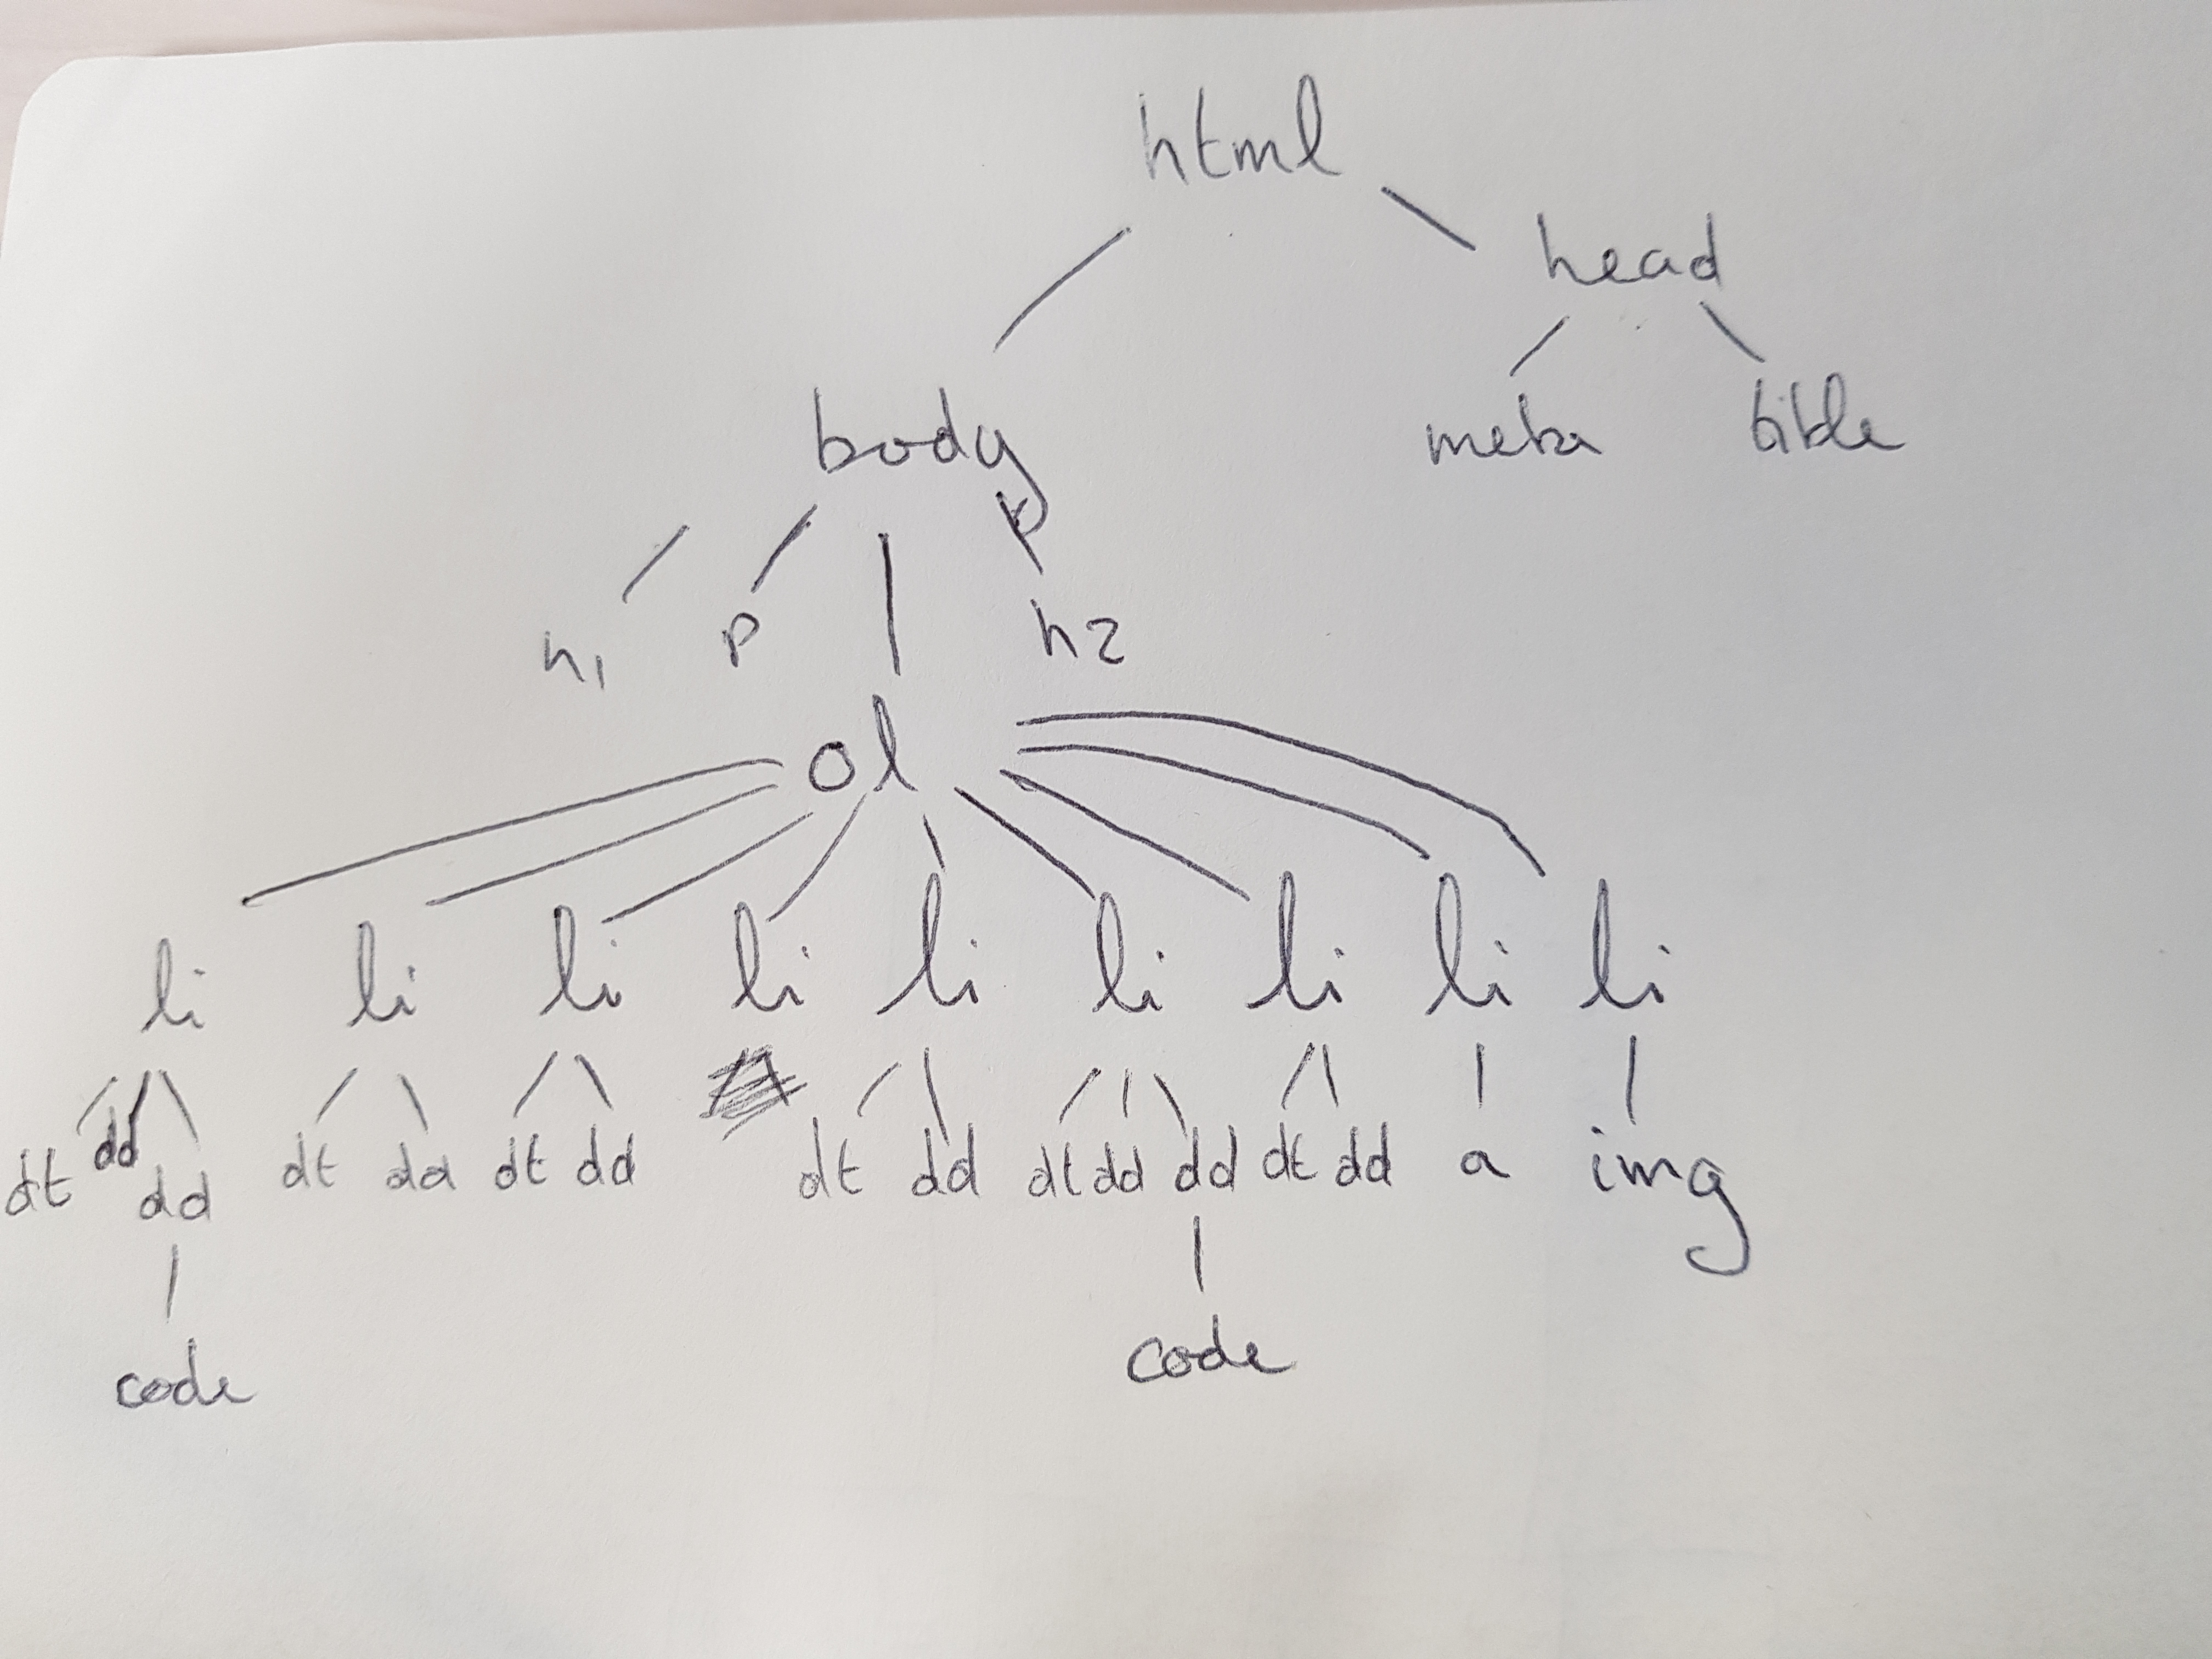 html
head
body
meta title
p
h1 p h2
ol
li li li li li li li li li
dt dd dd dt dd dt dd dt dd dt dd dd dt dd a img
code code